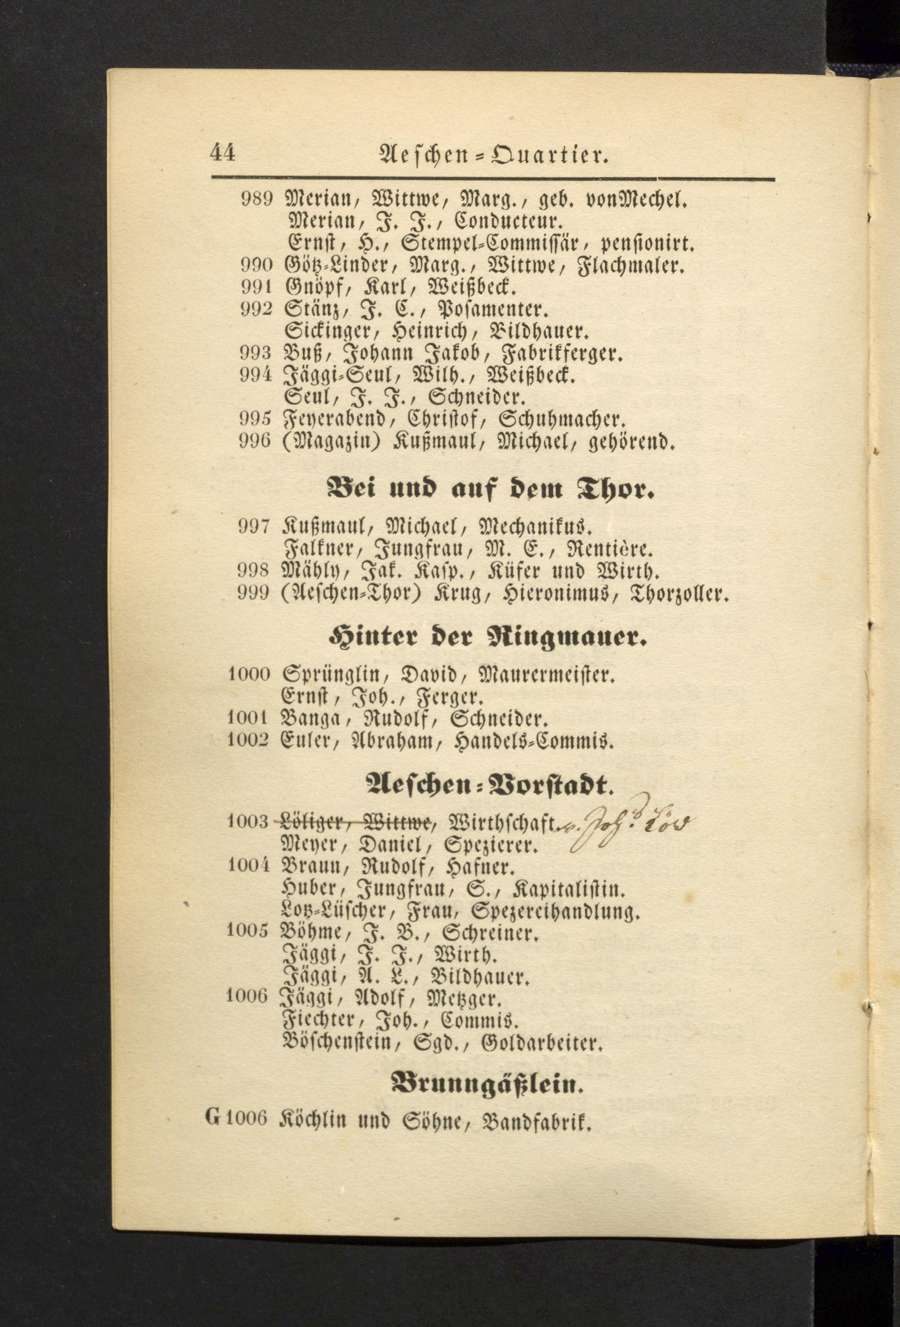 44 Aeschen-Quartier.
989 Merian, Wittwe, Marg., geb. von Mechel.
Merian, J. J., Conducteur.
Ernst, H., Stempel-Commissär, pensionirt.
990 Götz-Linder, Marg., Wittwe, Flachmaler.
991 Gnöpf, Karl, Weißbeck.
992 Stänz, J. C., Posamenter.
Sickinger, Heinrich, Bildhauer.
993 Buß, Johann Jakob, Fabrikferger.
994 Jäggi-Seul, Wilh., Weißbeck.
Seul, J. J., Schneider.
995 Feyerabend, Christof, Schuhmacher.
996 (Magazin) Kußmaul, Michael, gehörend.
Bei und auf dem Thor.
997 Kußmaul, Michael, Mechanikus.
Falkner, Jungfrau, M. E., Rentière.
998 Mähly, Jak. Kasp., Küfer und Wirth.
999 (Aeschen-Thor) Krug, Hieronimus, Thorzoller.
Hinter der Ringmauer.
1000 Sprünglin, David, Maurermeister.
Ernst, Joh., Ferger.
1001 Banga, Rudolf, Schneider.
1002 Euler, Abraham, Handels-Commis.
Aeschen-Vorstadt.
1003 Löliger, Wittwe, Wirthschaft. Joh.
Meyer, Daniel, Spezierer.
1004 Braun, Rudolf, Hafner.
Huber, Jungfrau, S., Kapitalistin.
Lotz-Lüscher, Frau, Spezereihandlung.
1005 Böhme, J. B., Schreiner.
Jäggi, J. J., Wirth.
Jäggi, A. L., Bildhauer.
1006 Jäggi, Adolf, Metzger.
Fiechter, Joh., Commis.
Böschenstein, Sgd., Goldarbeiter.
Brunngäßlein.
G 1006 Köchlin und Söhne, Bandfabrik.